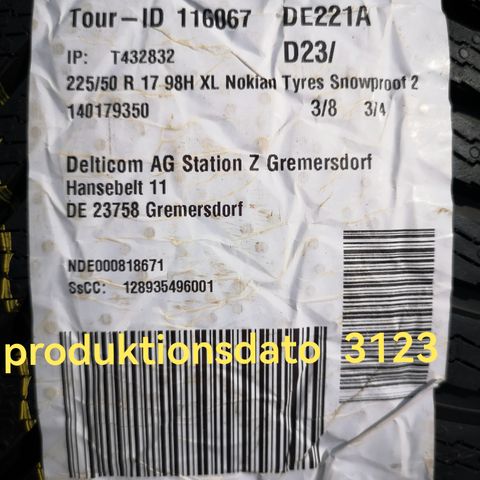 Tour-ID 116067 DE221A
IP: T432832 D23/
225/50 R 17 98H XL Nokian Tyres Snowproof 2
140179350 3/8 3/4
Delticom AG Station Z Gremersdorf
Hansebelt 11
DE 23758 Gremersdorf
NDE000818671
SsCC: 128935496001
produktionsdato 3123